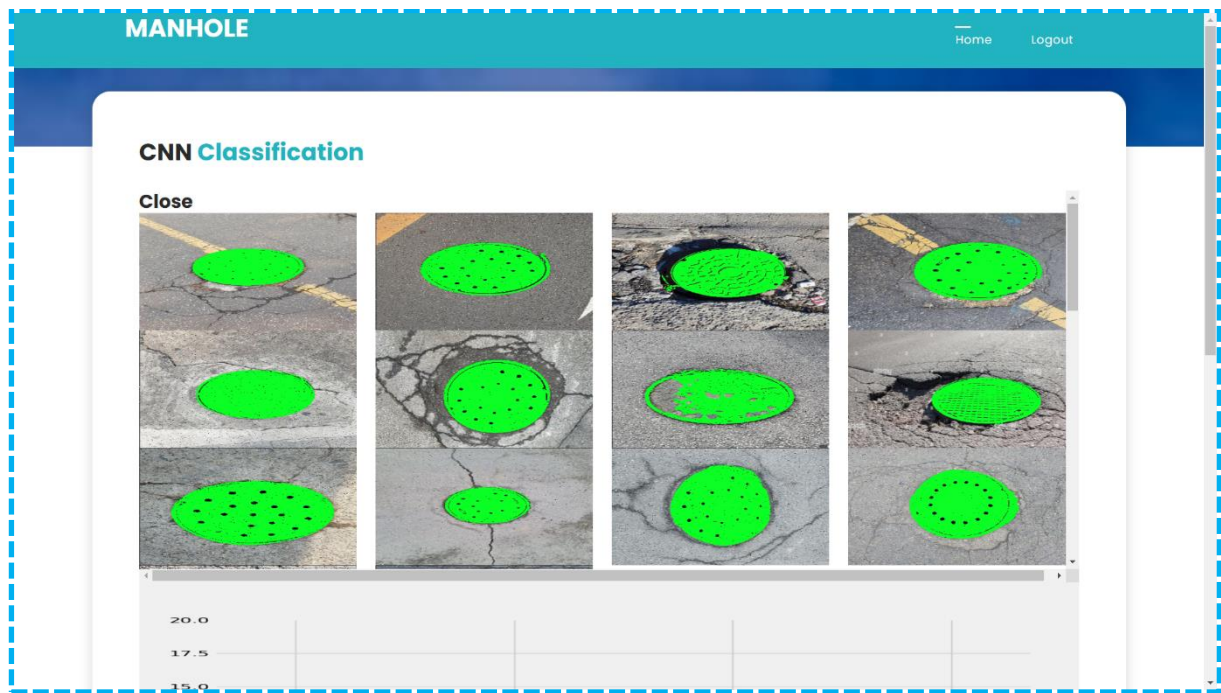 MANHOLE
Home
Logout
CNN Classification
Close
20.0
17.5
15.0